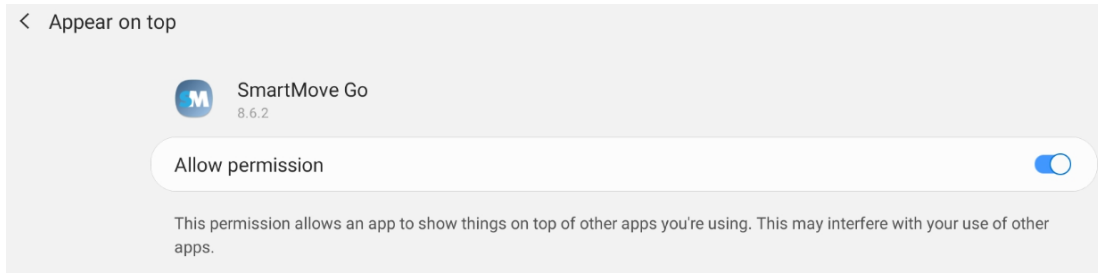 Appear on top
SM
SmartMove Go
8.6.2
Allow permission
This permission allows an app to show things on top of other apps you're using. This may interfere with your use of other
apps.